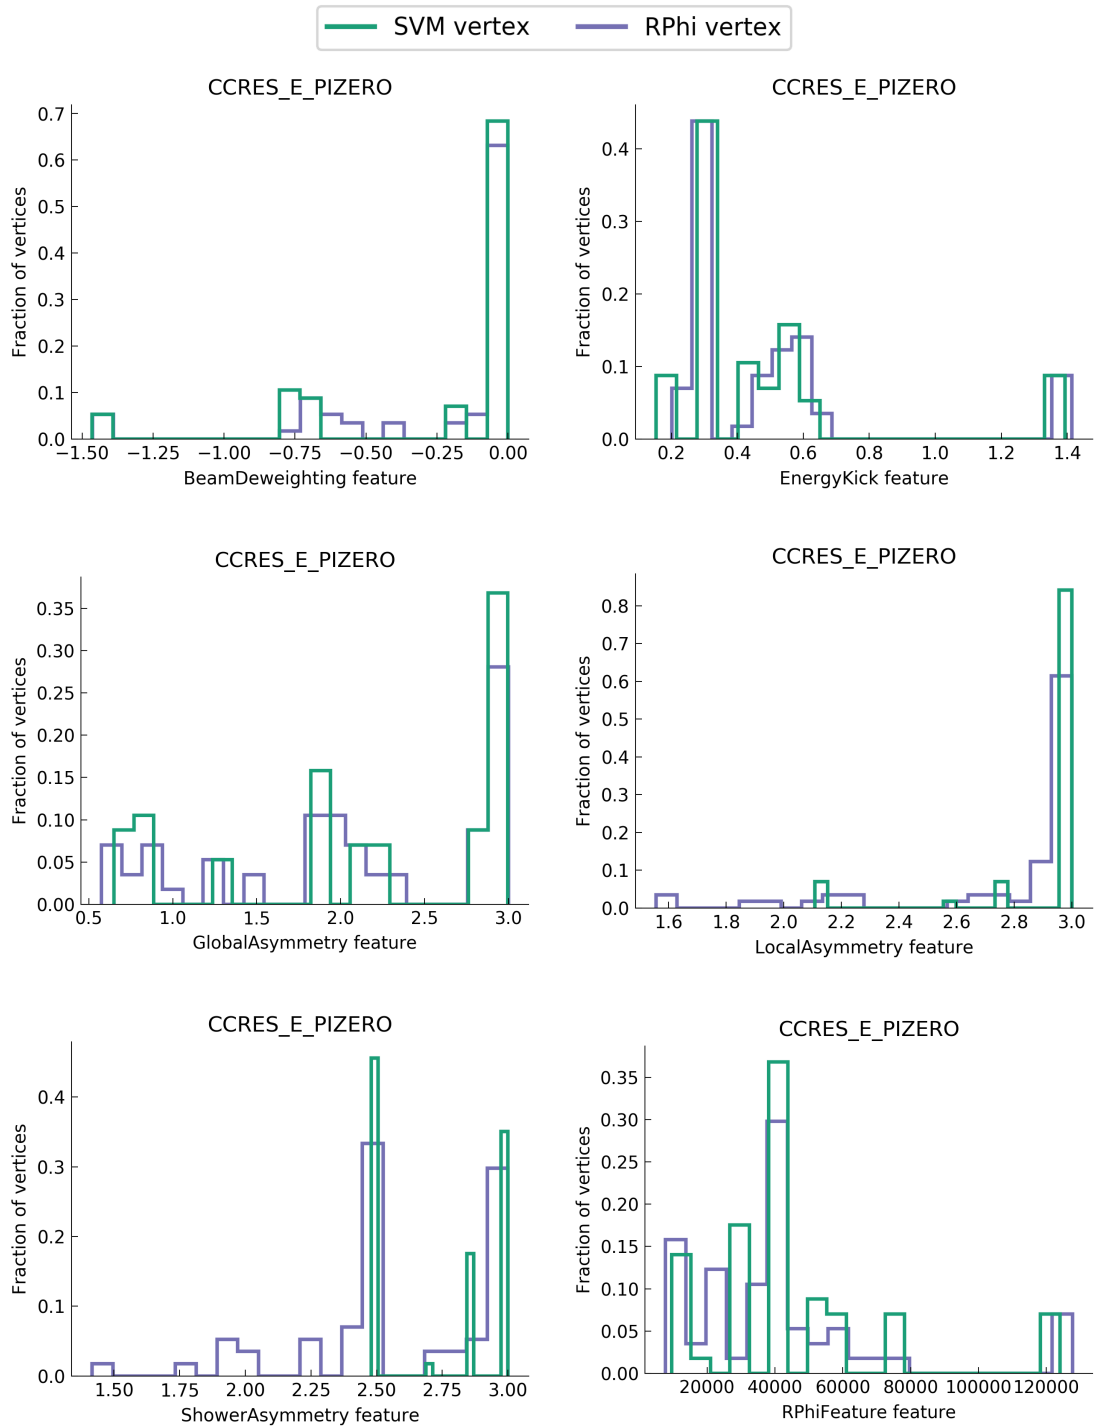 SVM vertex RPhi vertex
CCRES_E_PIZERO
0.7
0.6
0.5
0.4
0.3
0.2
0.1
0.0
Fraction of vertices
−1.50 −1.25 −1.00 −0.75 −0.50 −0.25 0.00
BeamDeweighting feature
CCRES_E_PIZERO
0.4
0.3
0.2
0.1
0.0
Fraction of vertices
0.2 0.4 0.6 0.8 1.0 1.2 1.4
EnergyKick feature
CCRES_E_PIZERO
0.35
0.30
0.25
0.20
0.15
0.10
0.05
0.00
Fraction of vertices
0.5 1.0 1.5 2.0 2.5 3.0
GlobalAsymmetry feature
CCRES_E_PIZERO
0.8
0.7
0.6
0.5
0.4
0.3
0.2
0.1
0.0
Fraction of vertices
1.6 1.8 2.0 2.2 2.4 2.6 2.8 3.0
LocalAsymmetry feature
CCRES_E_PIZERO
0.4
0.3
0.2
0.1
0.0
Fraction of vertices
1.50 1.75 2.00 2.25 2.50 2.75 3.00
ShowerAsymmetry feature
CCRES_E_PIZERO
0.35
0.30
0.25
0.20
0.15
0.10
0.05
0.00
Fraction of vertices
20000 40000 60000 80000 100000 120000
RPhiFeature feature